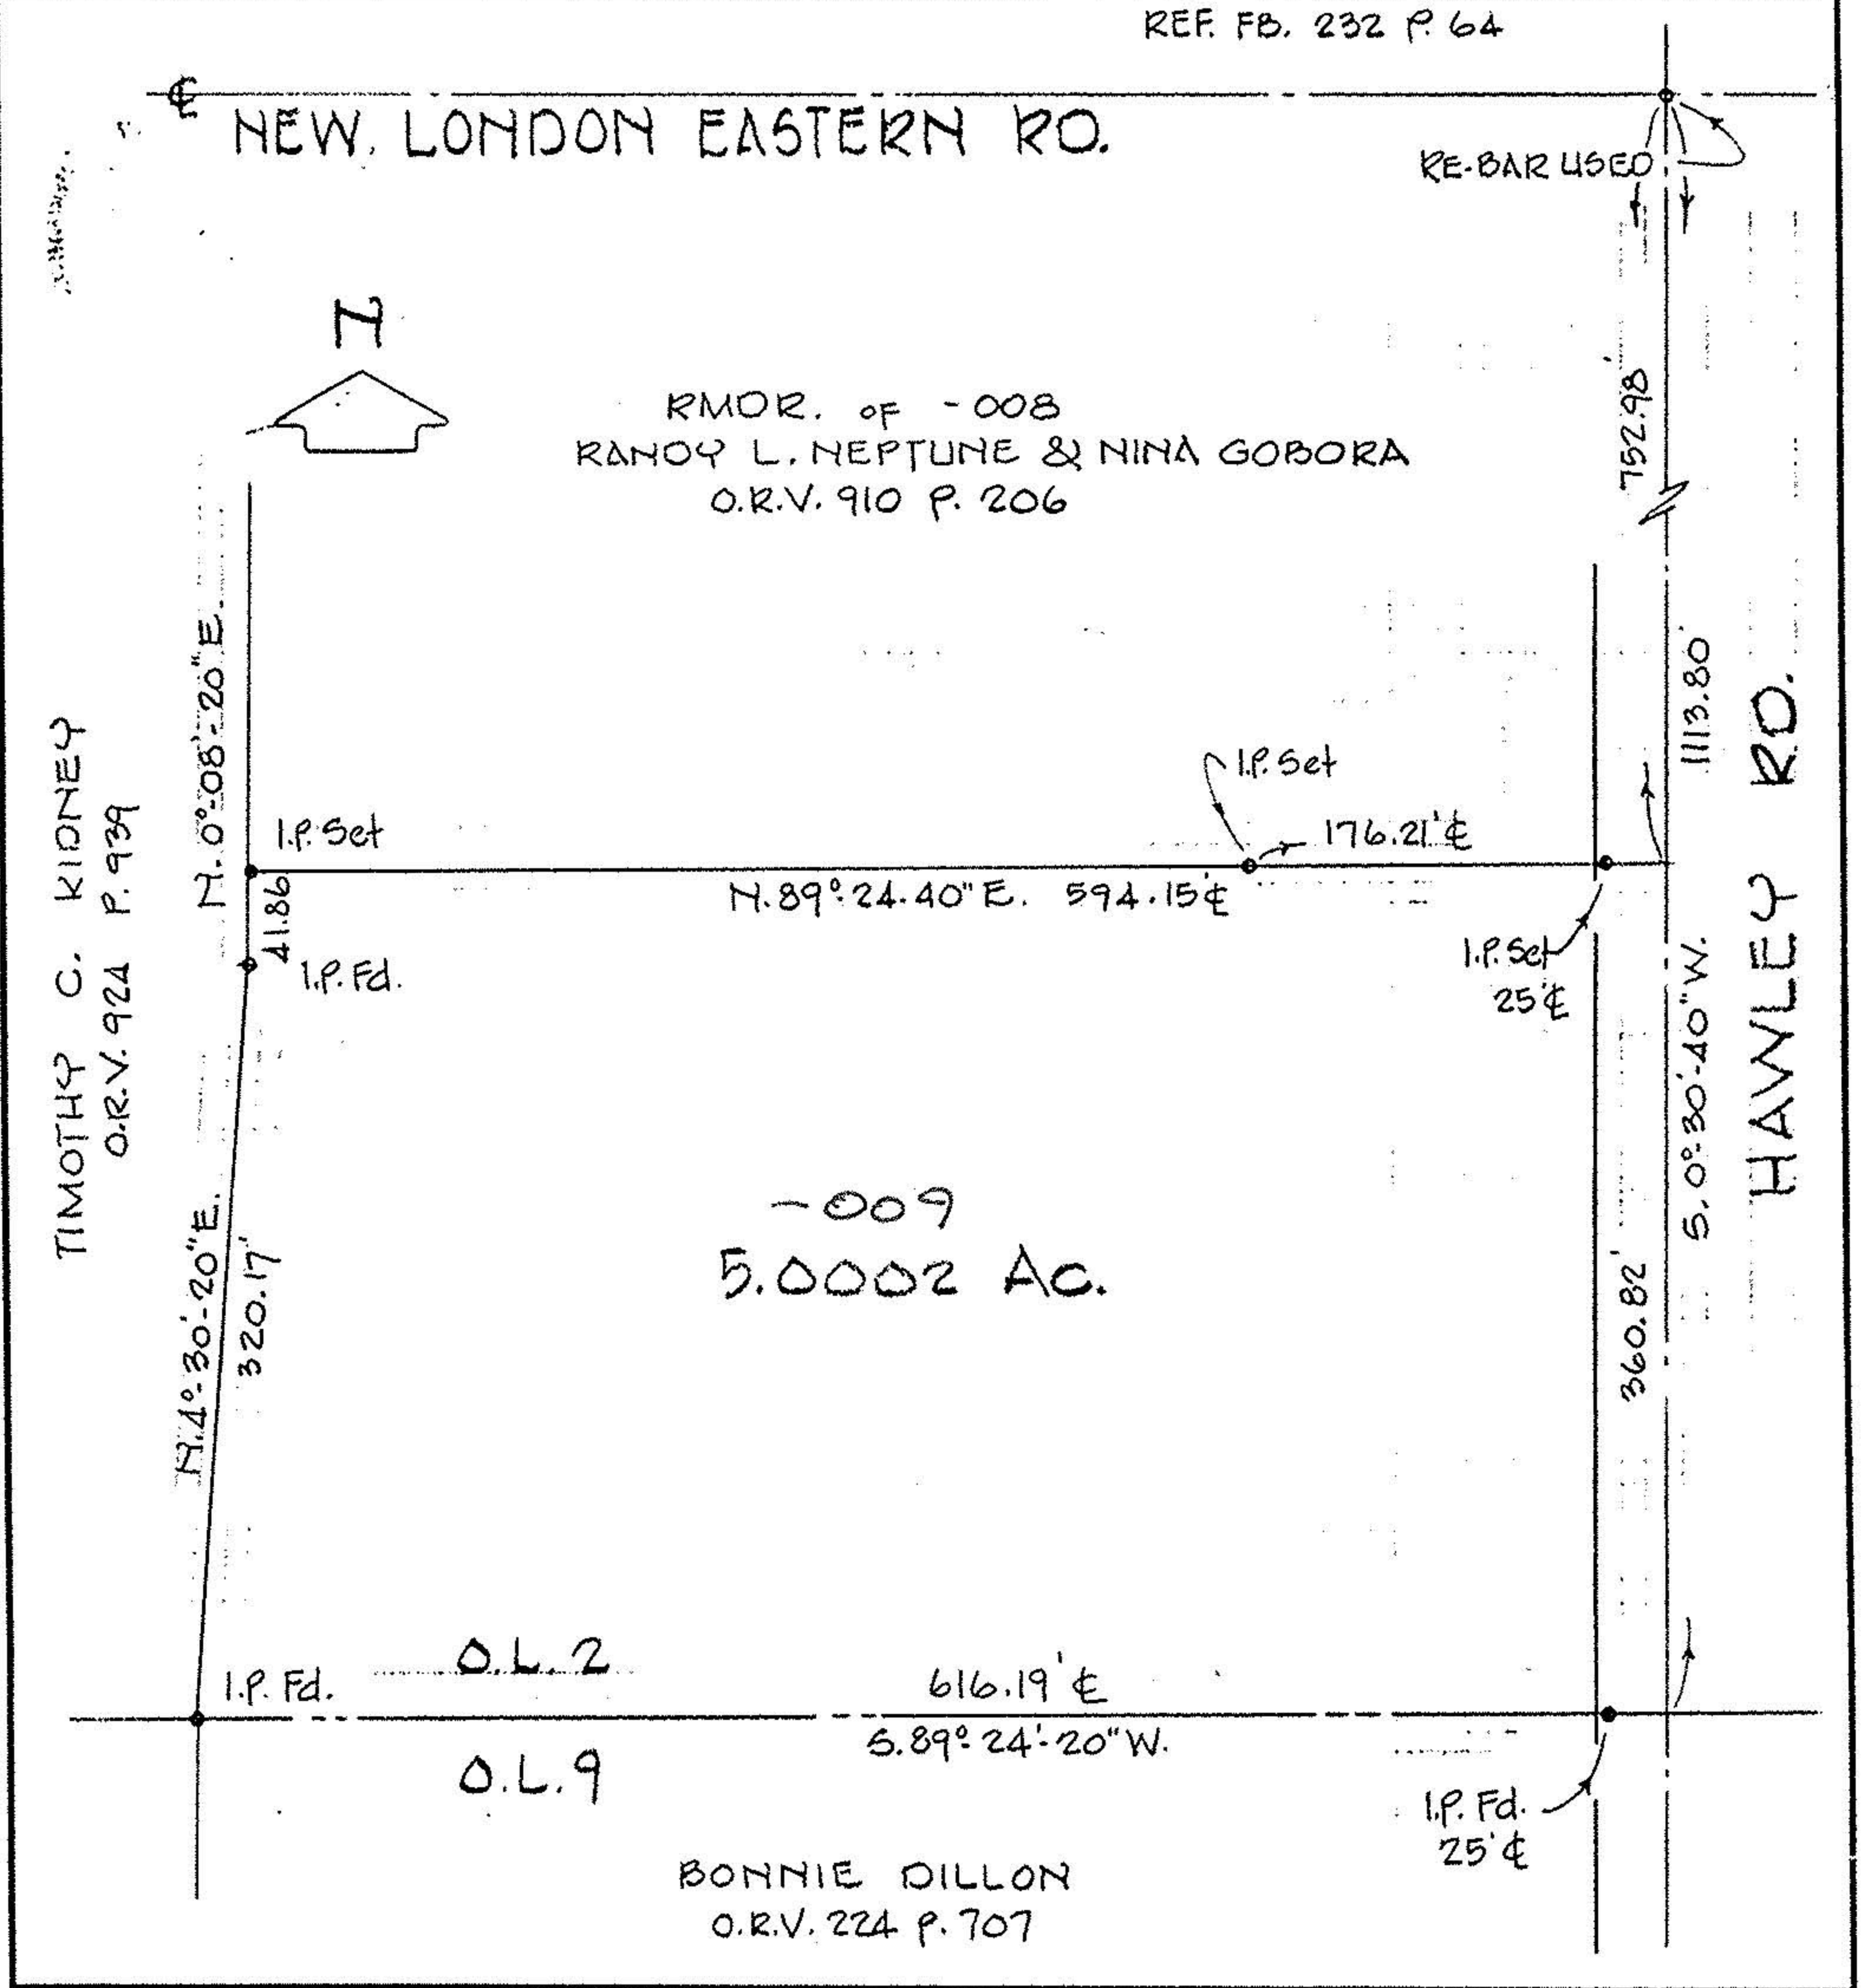 REF. FB. 232 P. 64
℄
NEW LONDON EASTERN RD.
RE-BAR USED
N
752.98'
RMDR. OF -008
RANDY L. NEPTUNE & NINA GOBORA
O.R.V. 910 P. 206
N. 0°-08'-20" E.
1113.80'
HAWLEY RD.
TIMOTHY C. KIDNEY
O.R.V. 924 P. 939
I.P. Set
I.P. Set
176.21' ℄
41.86
N. 89°-24'-40" E. 594.15 ℄
I.P. Fd.
I.P. Set
25' ℄
S. 0°-30'-40" W.
-009
5.0002 Ac.
N. 4°-30'-20" E.
320.17'
360.82'
I.P. Fd.
O.L. 2
616.19' ℄
S. 89°-24'-20" W.
O.L. 9
I.P. Fd.
25' ℄
BONNIE DILLON
O.R.V. 224 P. 707